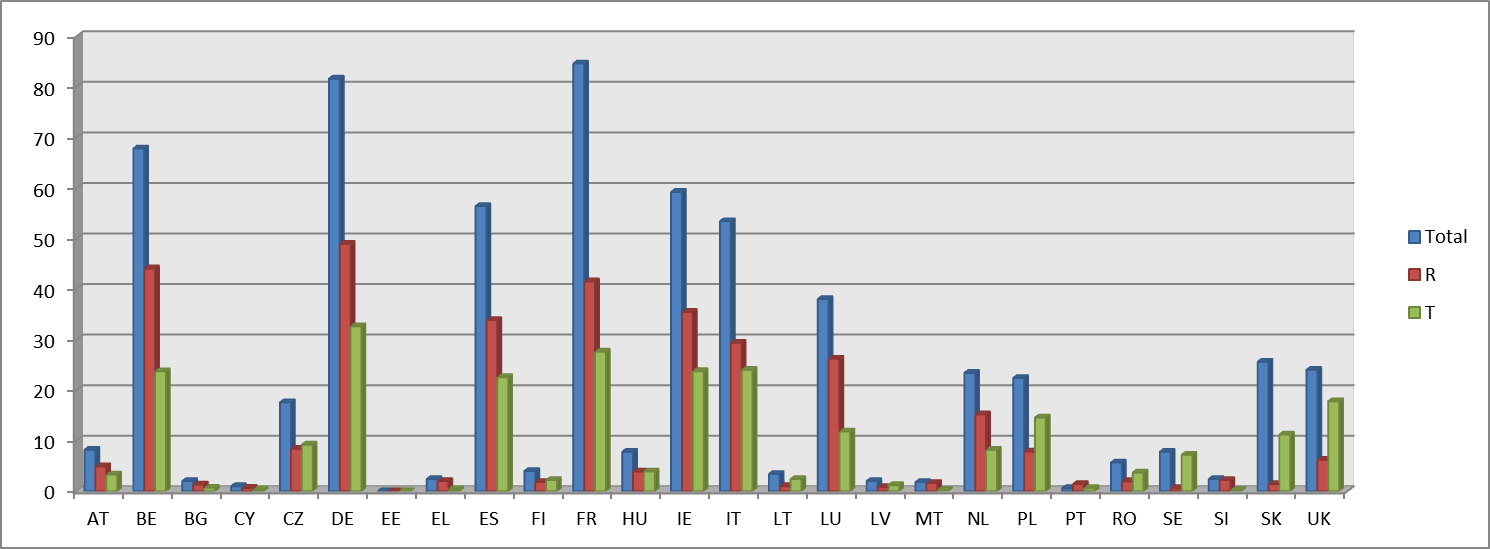 90
80
70
60
50
40
30
20
10
0
AT BE BG CY CZ DE EE EL ES FI FR HU IE IT LT LU LV MT NL PL PT RO SE SI SK UK
Total
R
T